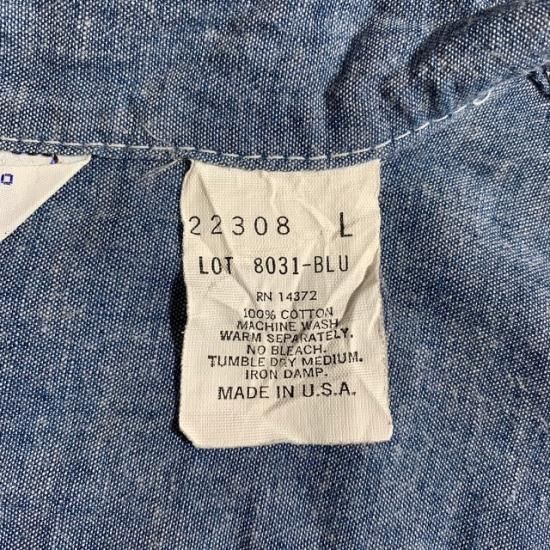 22308 L
LOT 8031-BLU
RN 14372
100% COTTON
MACHINE WASH
WARM SEPARATELY.
NO BLEACH.
TUMBLE DRY MEDIUM.
IRON DAMP.
MADE IN U.S.A.